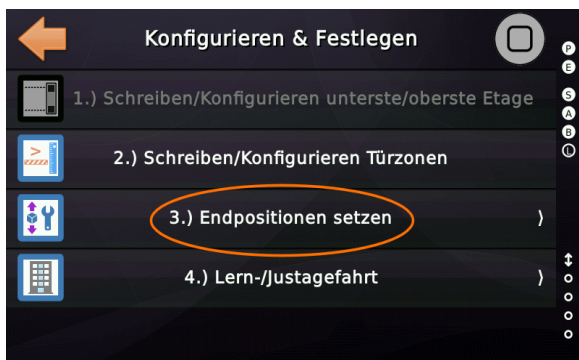 Konfigurieren & Festlegen
1.) Schreiben/Konfigurieren unterste/oberste Etage
2.) Schreiben/Konfigurieren Türzonen
3.) Endpositionen setzen
4.) Lern-/Justagefahrt
P
E
S
A
B
L